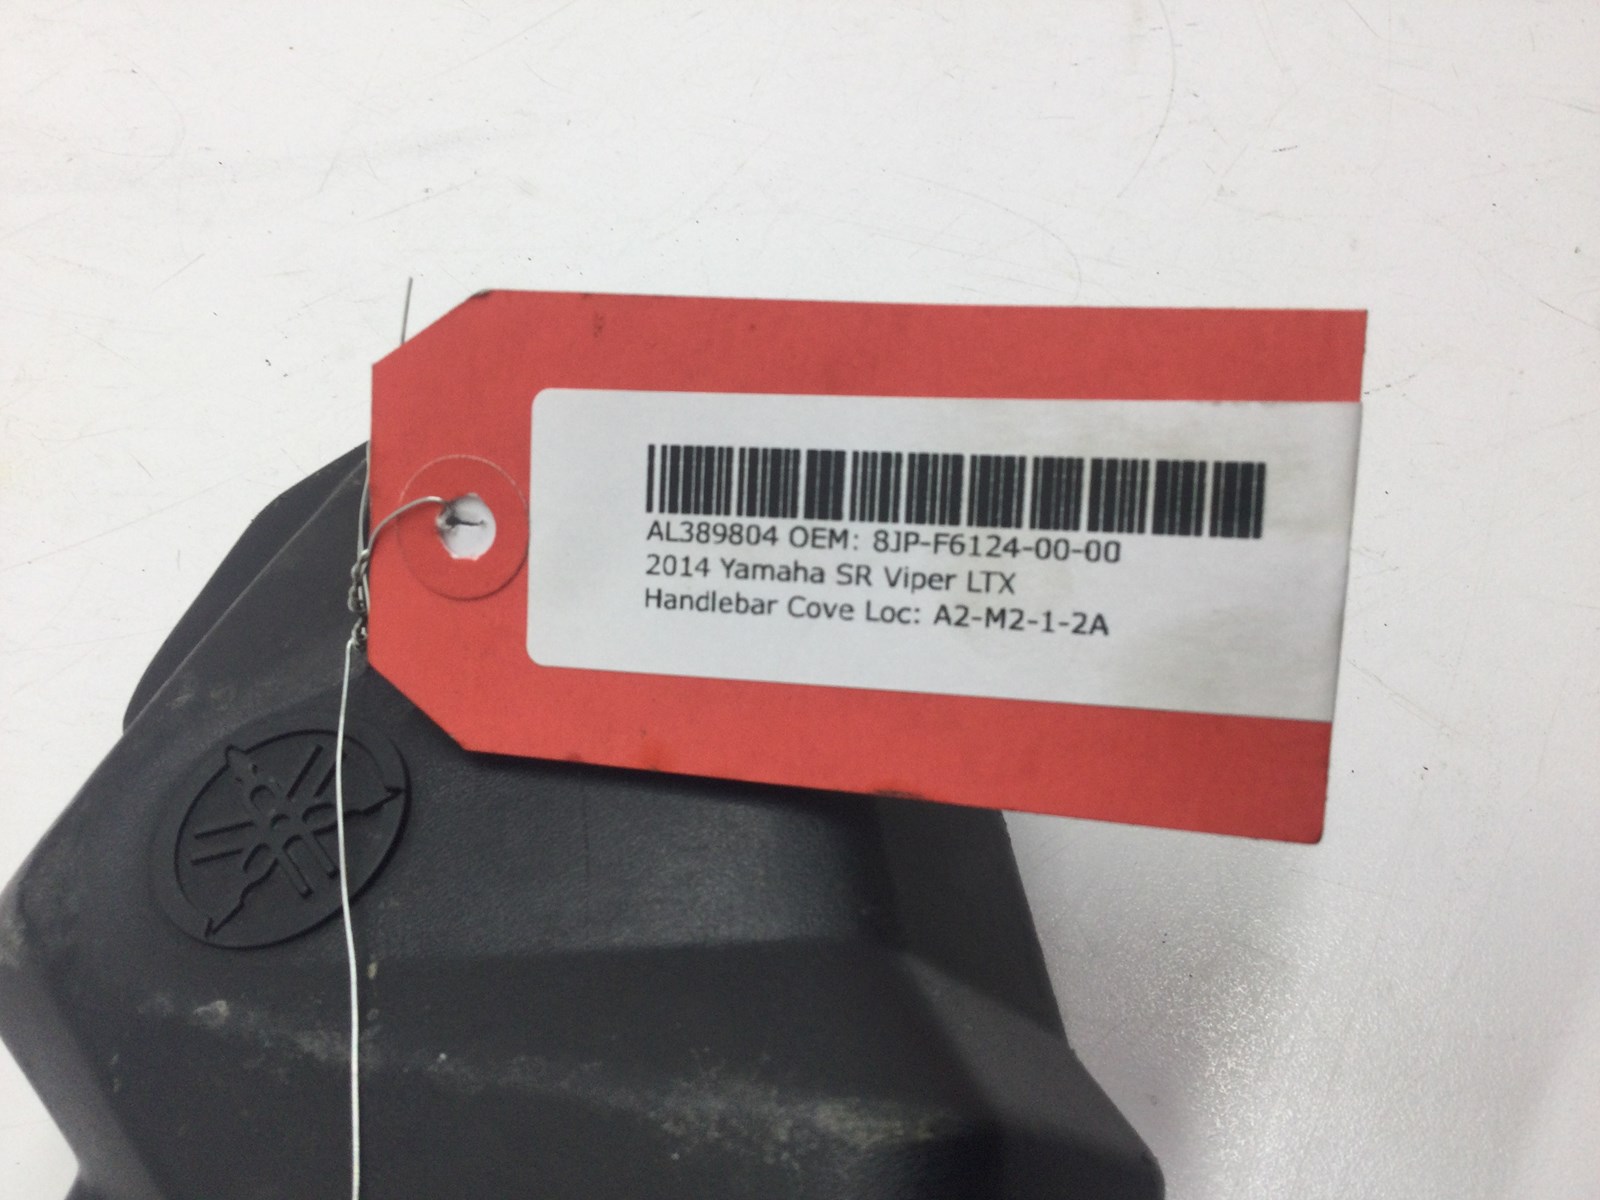 AL389804 OEM: 8JP-F6124-00-00
2014 Yamaha SR Viper LTX
Handlebar Cove Loc: A2-M2-1-2A